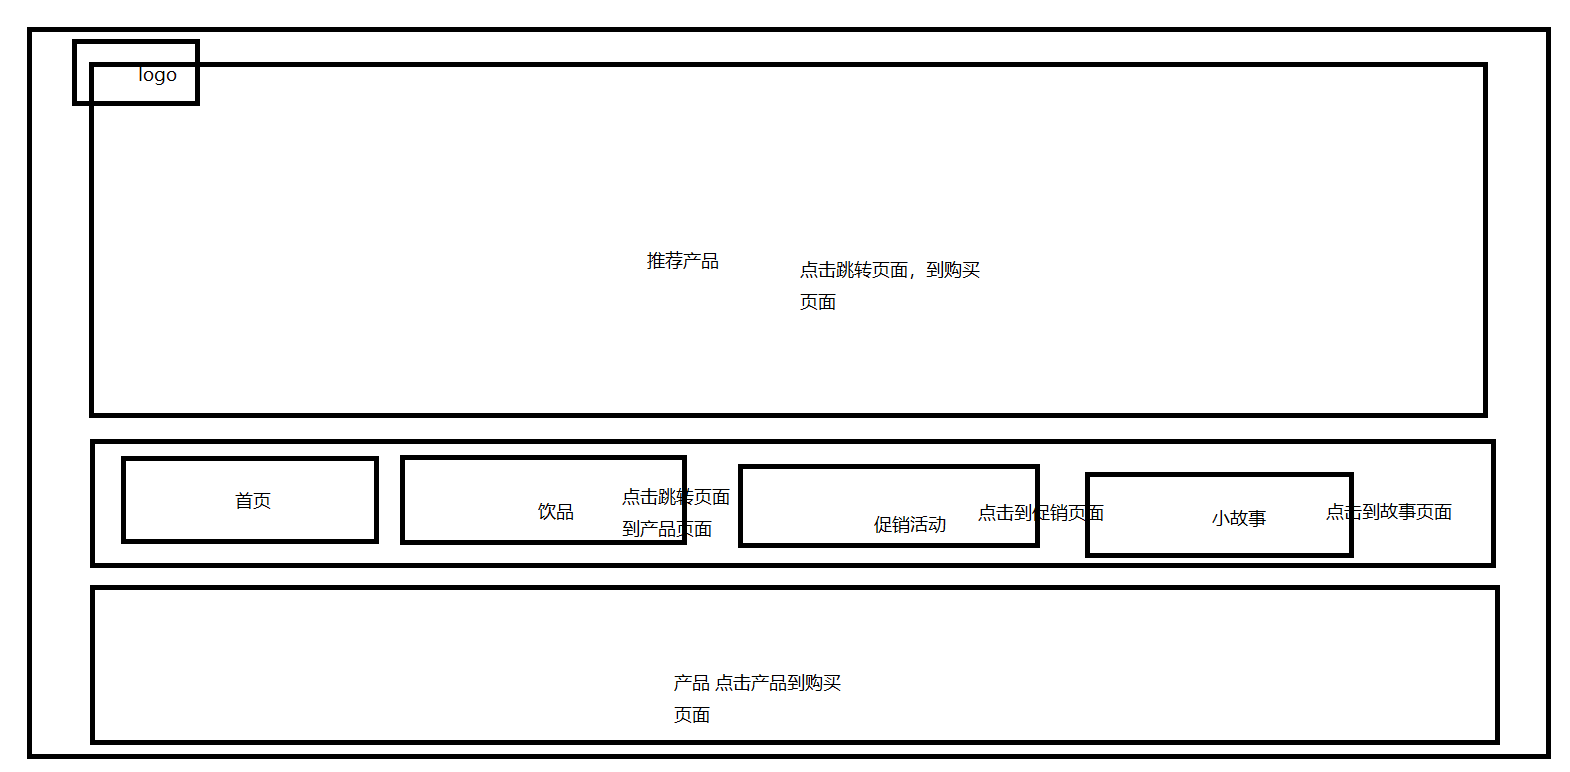 logo
推荐产品
点击跳转页面，到购买
页面
首页
饮品
点击跳转页面
到产品页面
促销活动
点击到促销页面
小故事
点击到故事页面
产品 点击产品到购买
页面